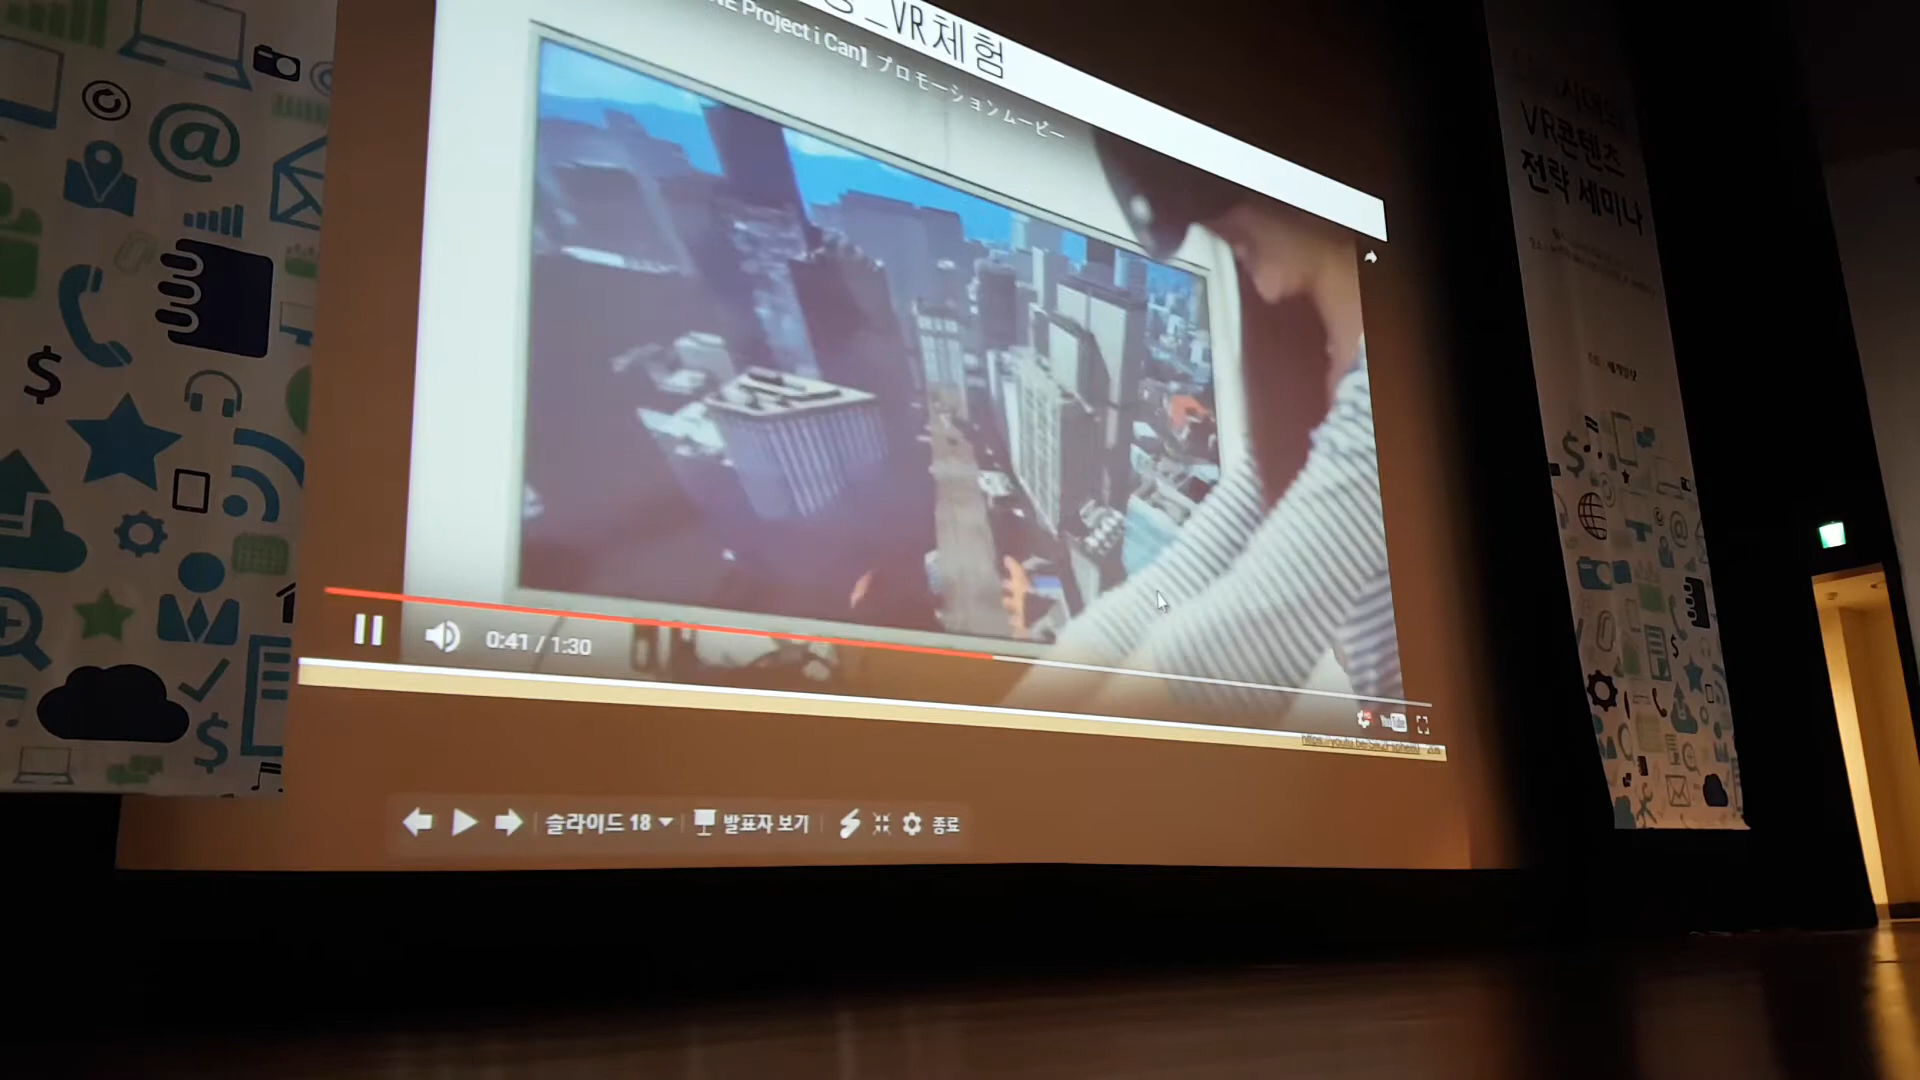 _VR체험
Project i Can】プロモーションムービー
VR콘텐츠
전략 세미나
0:41 / 1:30
YouTube
슬라이드 18
발표자 보기
종료